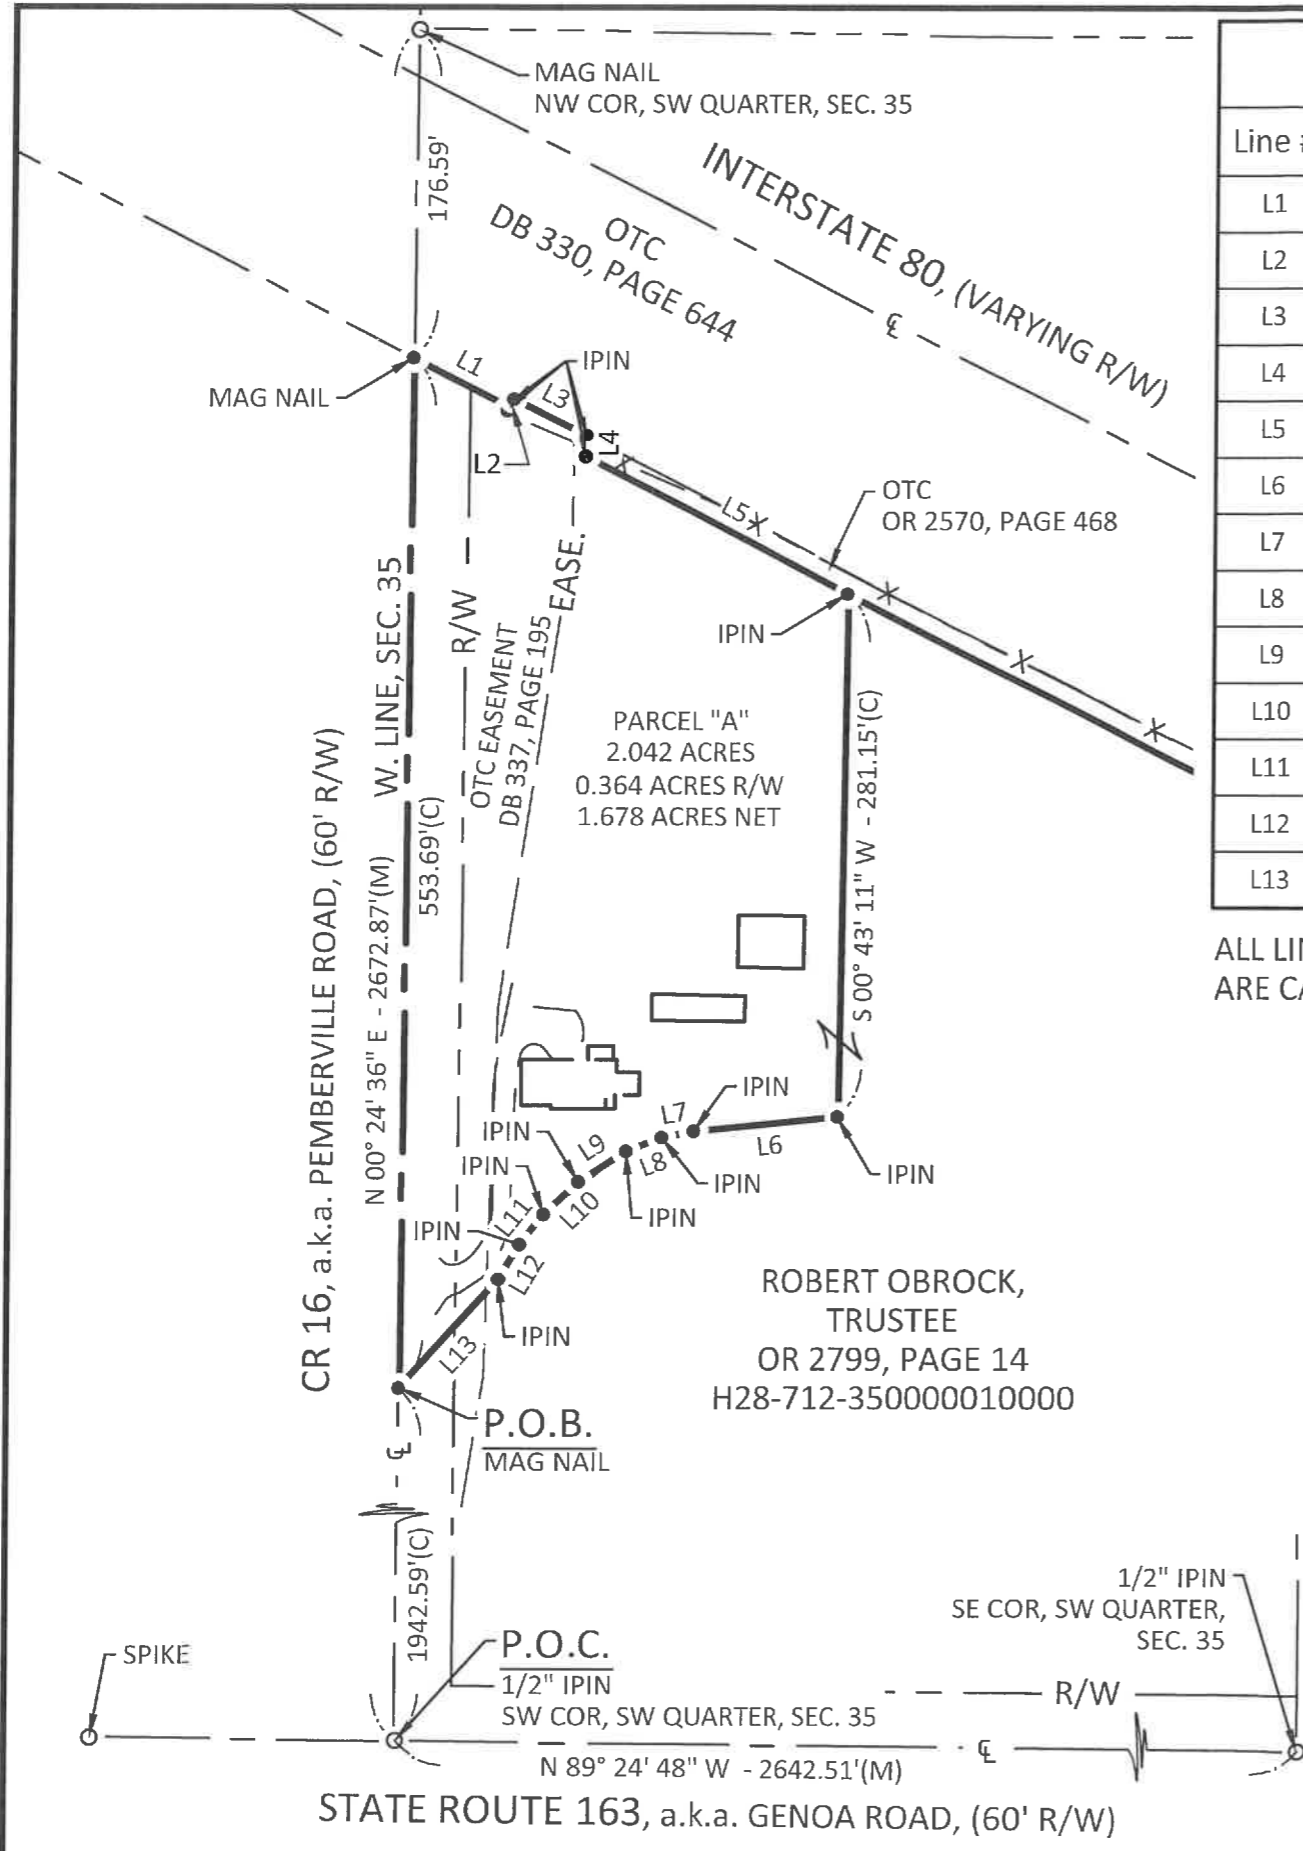 MAG NAIL
NW COR, SW QUARTER, SEC. 35
176.59'
INTERSTATE 80, (VARYING R/W)
OTC
DB 330, PAGE 644
℄
MAG NAIL
L1
L2
L3
L4
IPIN
L5
OTC
OR 2570, PAGE 468
IPIN
W. LINE, SEC. 35
R/W
OTC EASEMENT
DB 337, PAGE 195
EASE.
PARCEL "A"
2.042 ACRES
0.364 ACRES R/W
1.678 ACRES NET
S 00° 43' 11" W - 281.15'(C)
CR 16, a.k.a. PEMBERVILLE ROAD, (60' R/W)
N 00° 24' 36" E - 2672.87'(M)
553.69'(C)
IPIN
L7
L6
IPIN
IPIN
L9
L8
IPIN
IPIN
L10
IPIN
L11
IPIN
L12
IPIN
L13
ROBERT OBROCK,
TRUSTEE
OR 2799, PAGE 14
H28-712-350000010000
P.O.B.
MAG NAIL
℄
1942.59'(C)
SPIKE
P.O.C.
1/2" IPIN
SW COR, SW QUARTER, SEC. 35
1/2" IPIN
SE COR, SW QUARTER,
SEC. 35
R/W
℄
N 89° 24' 48" W - 2642.51'(M)
STATE ROUTE 163, a.k.a. GENOA ROAD, (60' R/W)
Line
L1
L2
L3
L4
L5
L6
L7
L8
L9
L10
L11
L12
L13
ALL LI
ARE C